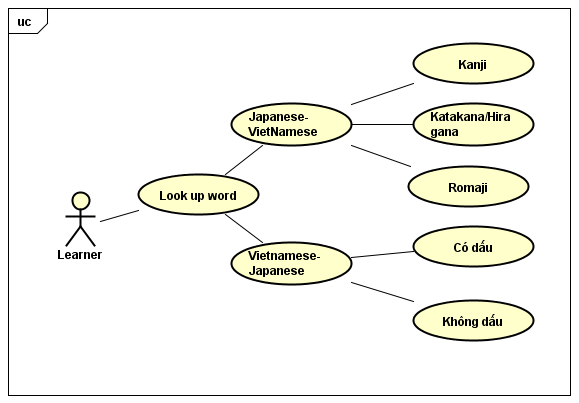 uc
Kanji
Japanese-
VietNamese
Katakana/Hira
gana
Romaji
Look up word
Learner
Vietnamese-
Japanese
Có dấu
Không dấu